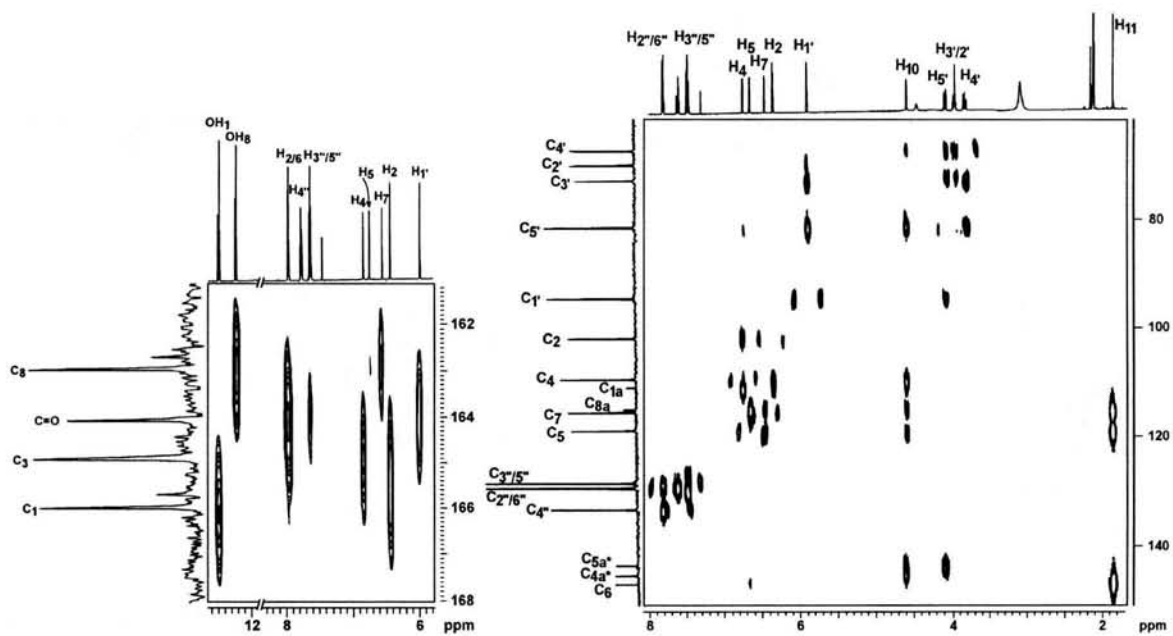 OH1
OH8
H2/6
H4"
H3"/5"
H4
H5
H7
H2
H1'
C8
C=O
C3
C1
162
164
166
168
12
8
6
ppm
H2"/6"
H3"/5"
H4
H5
H7
H2
H1'
H10
H5'
H3'/2'
H4'
H11
C4'
C2'
C3'
C5'
C1'
C2
C4
C1a
C8a
C7
C5
C3"/5"
C2"/6"
C4"
C5a*
C4a*
C6
80
100
120
140
8
6
4
2
ppm